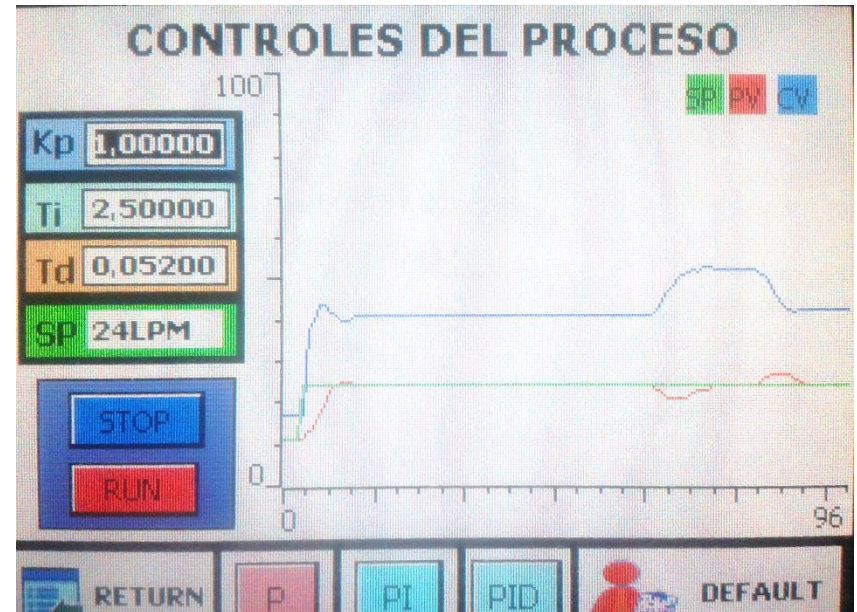 CONTROLES DEL PROCESO
100
SP PV CV
Kp 1,00000
Ti 2,50000
Td 0,05200
SP 24LPM
STOP
RUN
0
0 96
RETURN P PI PID DEFAULT